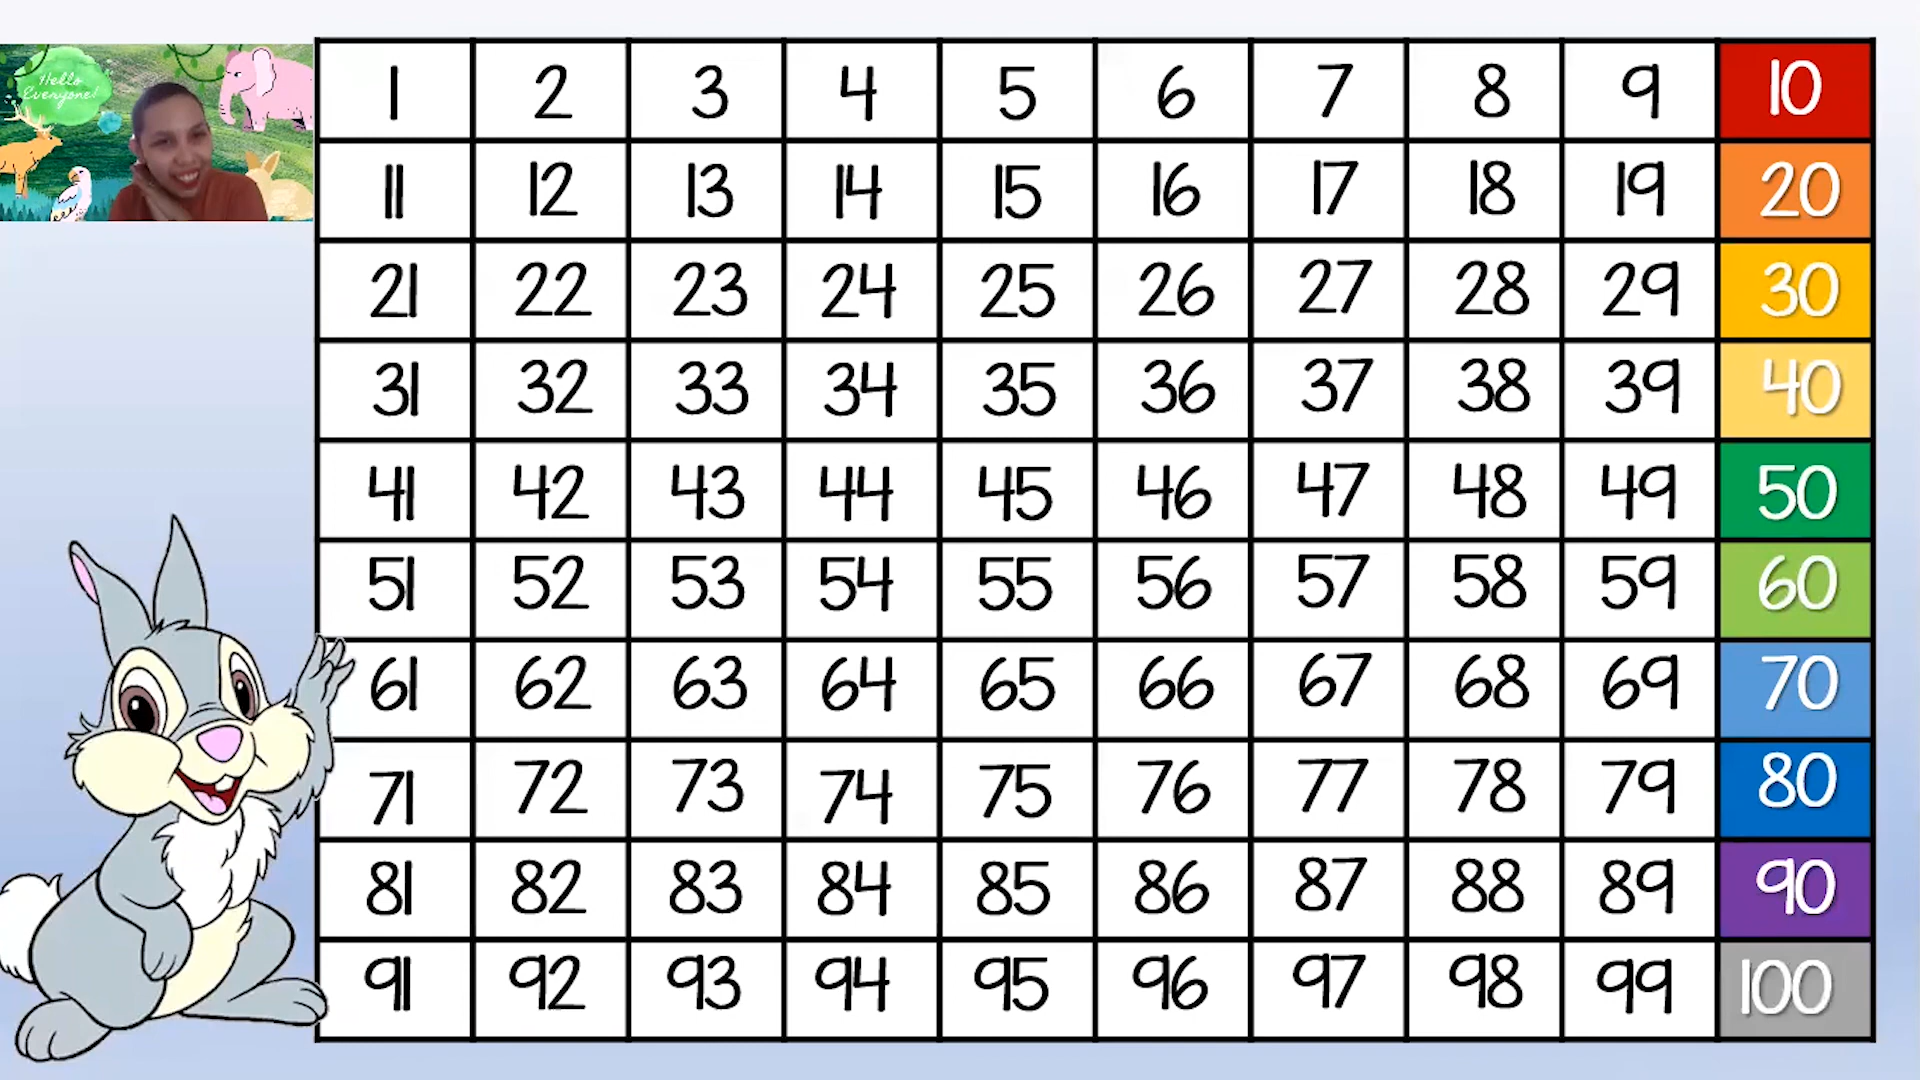 Hello
Everyone!
1 2 3 4 5 6 7 8 9 10
11 12 13 14 15 16 17 18 19 20
21 22 23 24 25 26 27 28 29 30
31 32 33 34 35 36 37 38 39 40
41 42 43 44 45 46 47 48 49 50
51 52 53 54 55 56 57 58 59 60
61 62 63 64 65 66 67 68 69 70
71 72 73 74 75 76 77 78 79 80
81 82 83 84 85 86 87 88 89 90
91 92 93 94 95 96 97 98 99 100